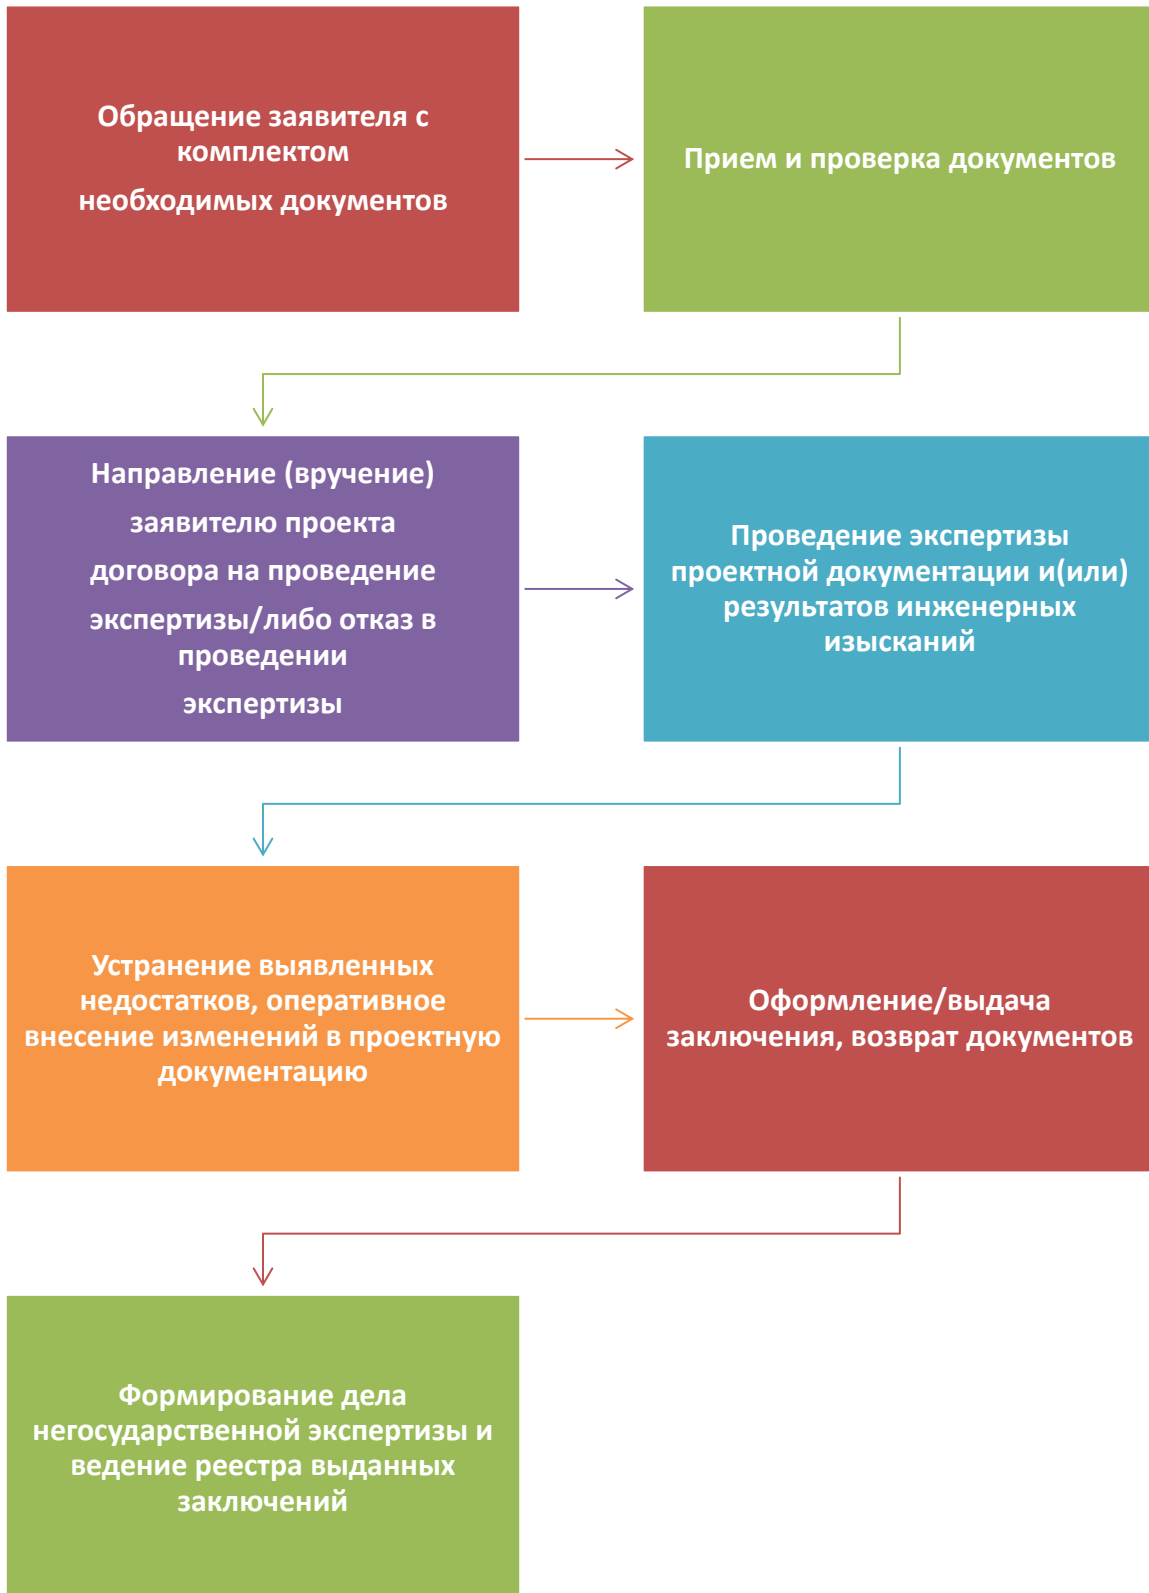 Обращение заявителя с
комплектом
необходимых документов
Прием и проверка документов
Направление (вручение)
заявителю проекта
договора на проведение
экспертизы/либо отказ в
проведении
экспертизы
Проведение экспертизы
проектной документации и(или)
результатов инженерных
изысканий
Устранение выявленных
недостатков, оперативное
внесение изменений в проектную
документацию
Оформление/выдача
заключения, возврат документов
Формирование дела
негосударственной экспертизы и
ведение реестра выданных
заключений